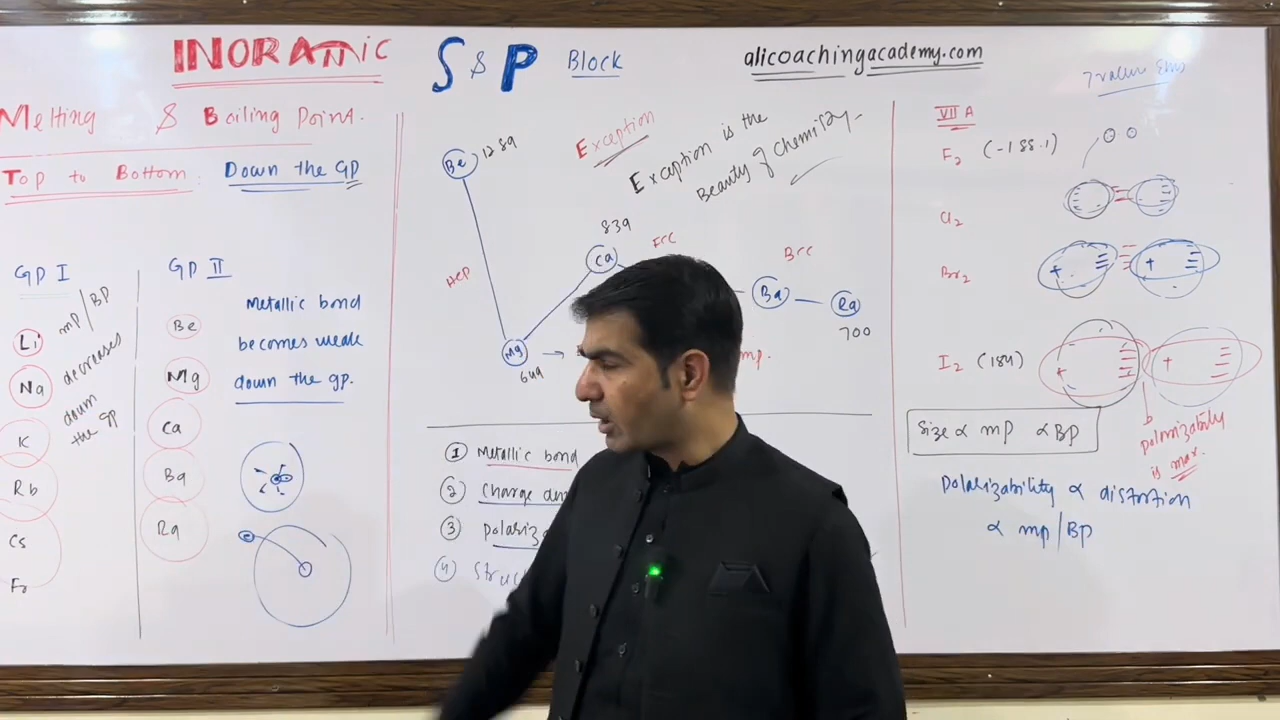 INORAMIC
S & P Block
alicoachingacademy.com
Melting & Boiling Point.
Top to Bottom: Down the GP
GP I
mp/BP
decreases
down
the gp
Li
Na
K
Rb
Cs
Fr
GP II
Be
Mg
Ca
Ba
Ra
Metallic bond
becomes weak
down the gp.
e
Be
1289
HCP
Mg
649
Ca
839
FCC
Ba
BCC
Ra
700
mp.
Exception
Exception is the
Beauty of Chemistry.
① Metallic bond
② Charge den
③ polariza
④ Struc
VII A
F2 (-188.1)
Cl2
Br2
I2 (184)
+
+
+
+
polarizability
is max.
Size ∝ mp ∝ BP
Polarizability ∝ distortion
∝ mp/BP